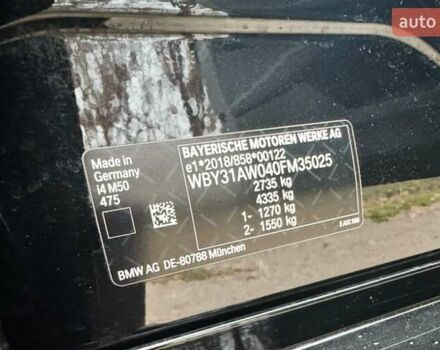 auto
BAYERISCHE MOTOREN WERKE AG
Made in
Germany
i4 M50
475
e1*2018/858*00122
WBY31AW040FM35025
2735 kg
4335 kg
1- 1270 kg
2- 1550 kg
BMW AG DE-80788 München